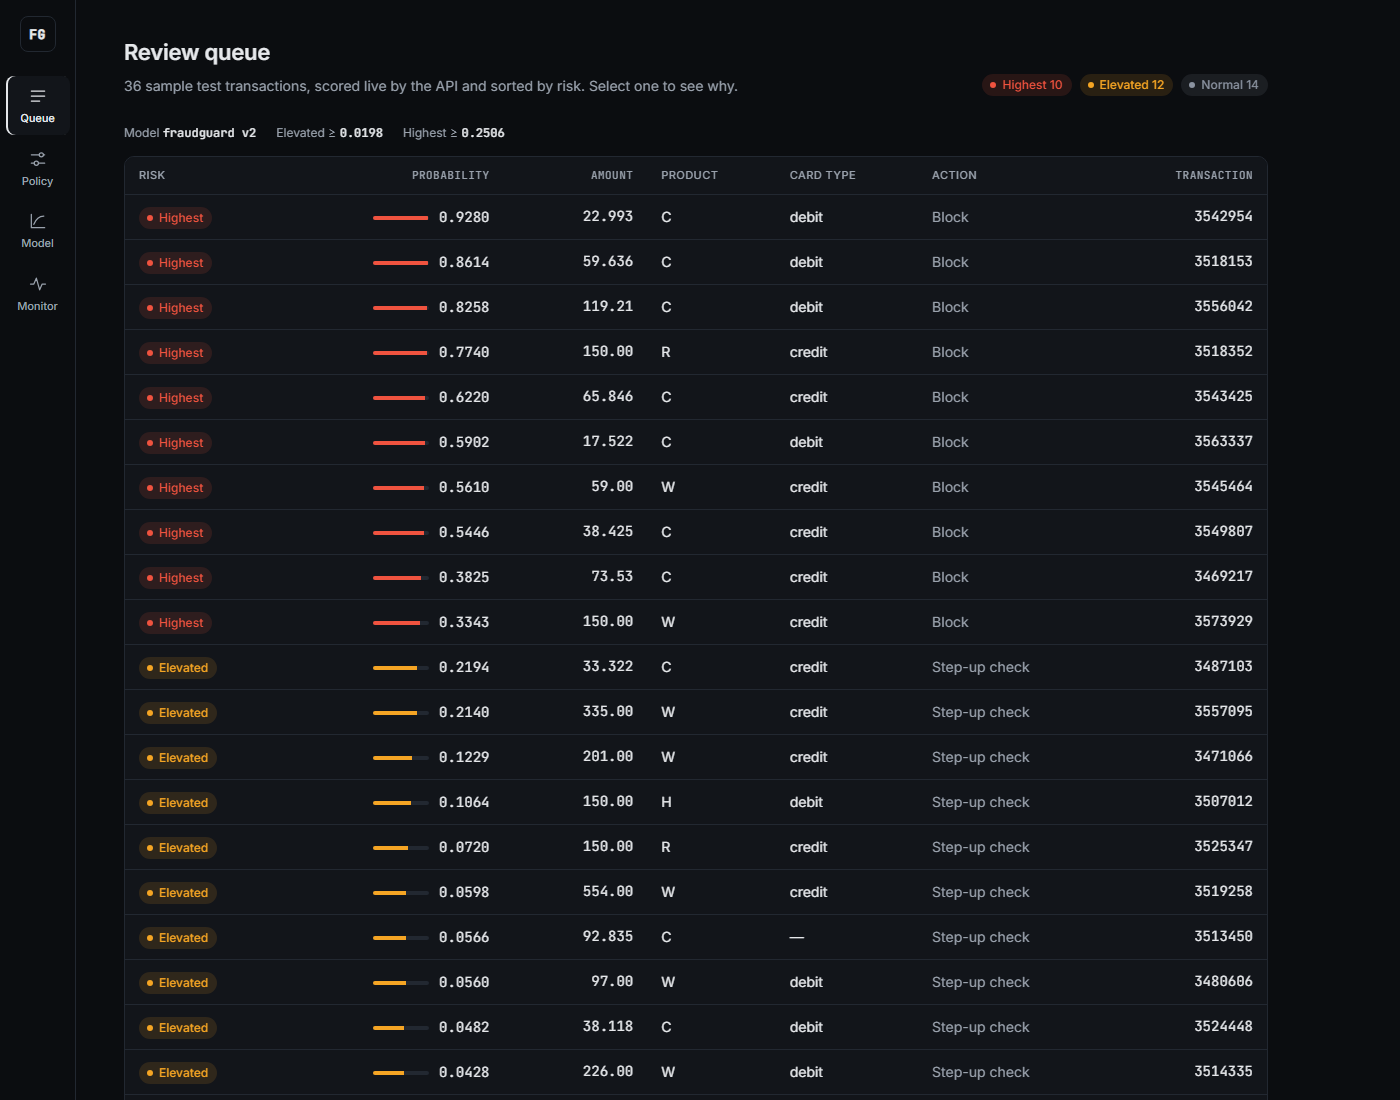 FG
Queue
Policy
Model
Monitor
Review queue
36 sample test transactions, scored live by the API and sorted by risk. Select one to see why.
Highest 10 Elevated 12 Normal 14
Model fraudguard v2 Elevated ≥ 0.0198 Highest ≥ 0.2506
RISK PROBABILITY AMOUNT PRODUCT CARD TYPE ACTION TRANSACTION
Highest 0.9280 22.993 C debit Block 3542954
Highest 0.8614 59.636 C debit Block 3518153
Highest 0.8258 119.21 C debit Block 3556042
Highest 0.7740 150.00 R credit Block 3518352
Highest 0.6220 65.846 C credit Block 3543425
Highest 0.5902 17.522 C debit Block 3563337
Highest 0.5610 59.00 W credit Block 3545464
Highest 0.5446 38.425 C credit Block 3549807
Highest 0.3825 73.53 C credit Block 3469217
Highest 0.3343 150.00 W credit Block 3573929
Elevated 0.2194 33.322 C credit Step-up check 3487103
Elevated 0.2140 335.00 W credit Step-up check 3557095
Elevated 0.1229 201.00 W credit Step-up check 3471066
Elevated 0.1064 150.00 H debit Step-up check 3507012
Elevated 0.0720 150.00 R credit Step-up check 3525347
Elevated 0.0598 554.00 W credit Step-up check 3519258
Elevated 0.0566 92.835 C — Step-up check 3513450
Elevated 0.0560 97.00 W debit Step-up check 3480606
Elevated 0.0482 38.118 C debit Step-up check 3524448
Elevated 0.0428 226.00 W debit Step-up check 3514335